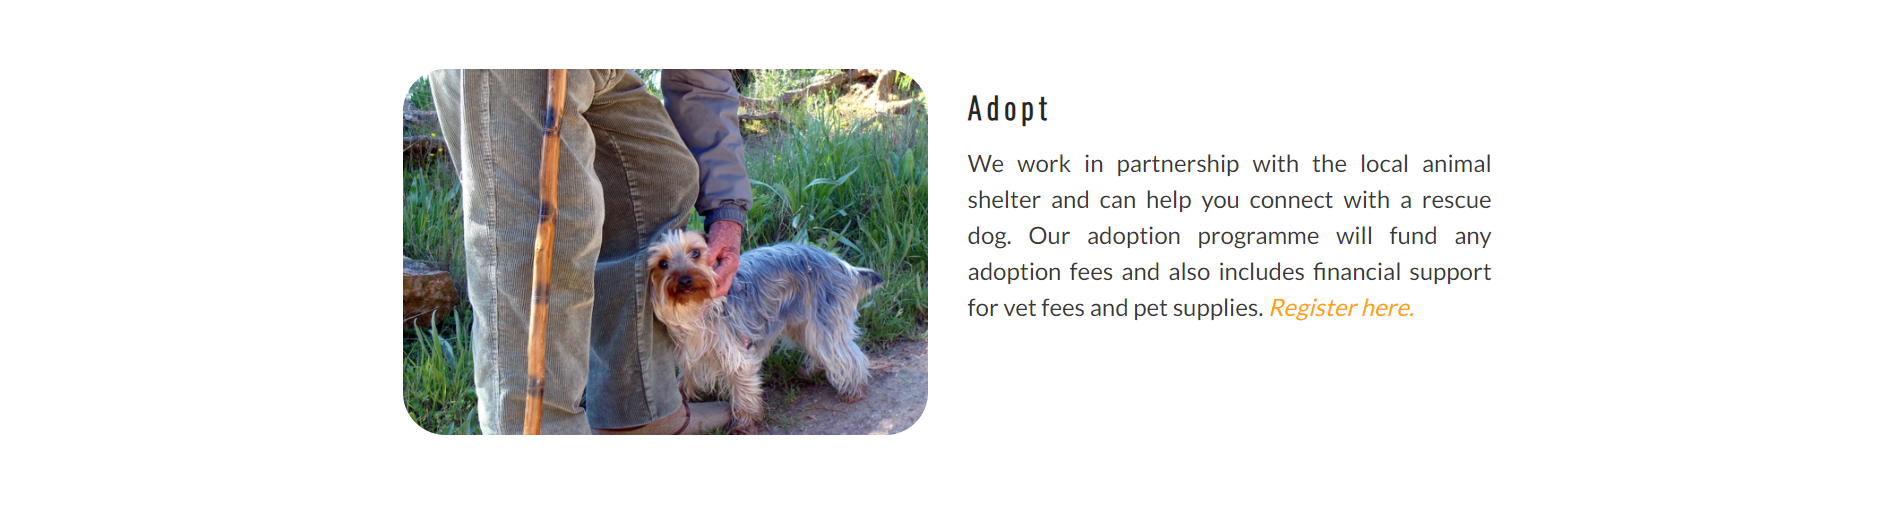 Adopt
We work in partnership with the local animal
shelter and can help you connect with a rescue
dog. Our adoption programme will fund any
adoption fees and also includes financial support
for vet fees and pet supplies. Register here.